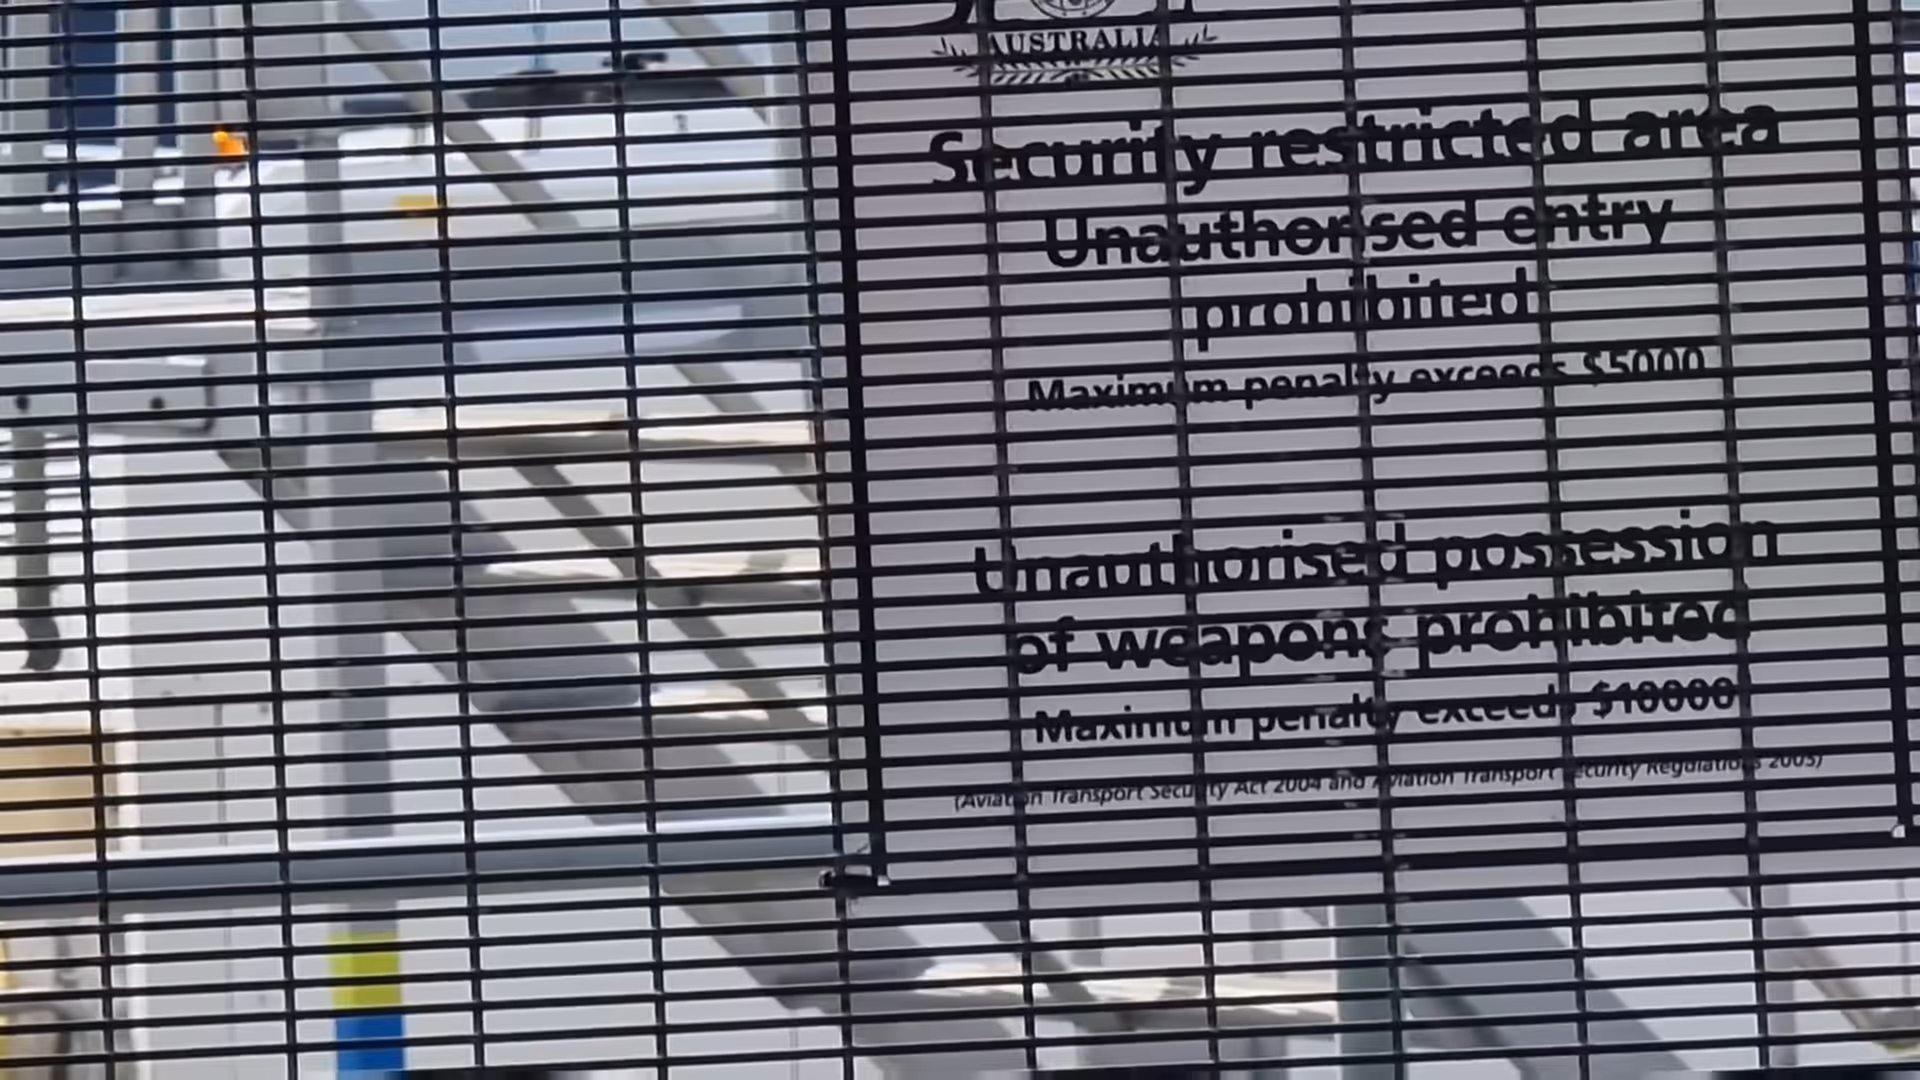 AUSTRALIA
Security restricted area
Unauthorised entry
prohibited
Maximum penalty exceeds $5000
Unauthorised possession
of weapons prohibited
Maximum penalty exceeds $10000
(Aviation Transport Security Act 2004 and Aviation Transport Security Regulations 2005)